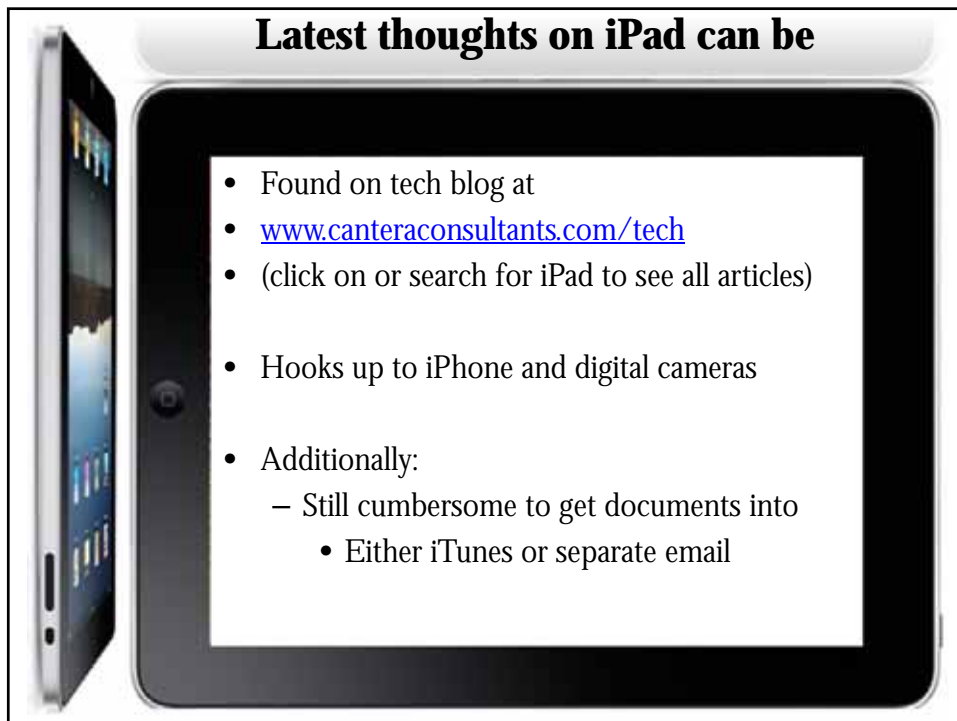 Latest thoughts on iPad can be
• Found on tech blog at
• www.canteraconsultants.com/tech
• (click on or search for iPad to see all articles)
• Hooks up to iPhone and digital cameras
• Additionally:
– Still cumbersome to get documents into
• Either iTunes or separate email